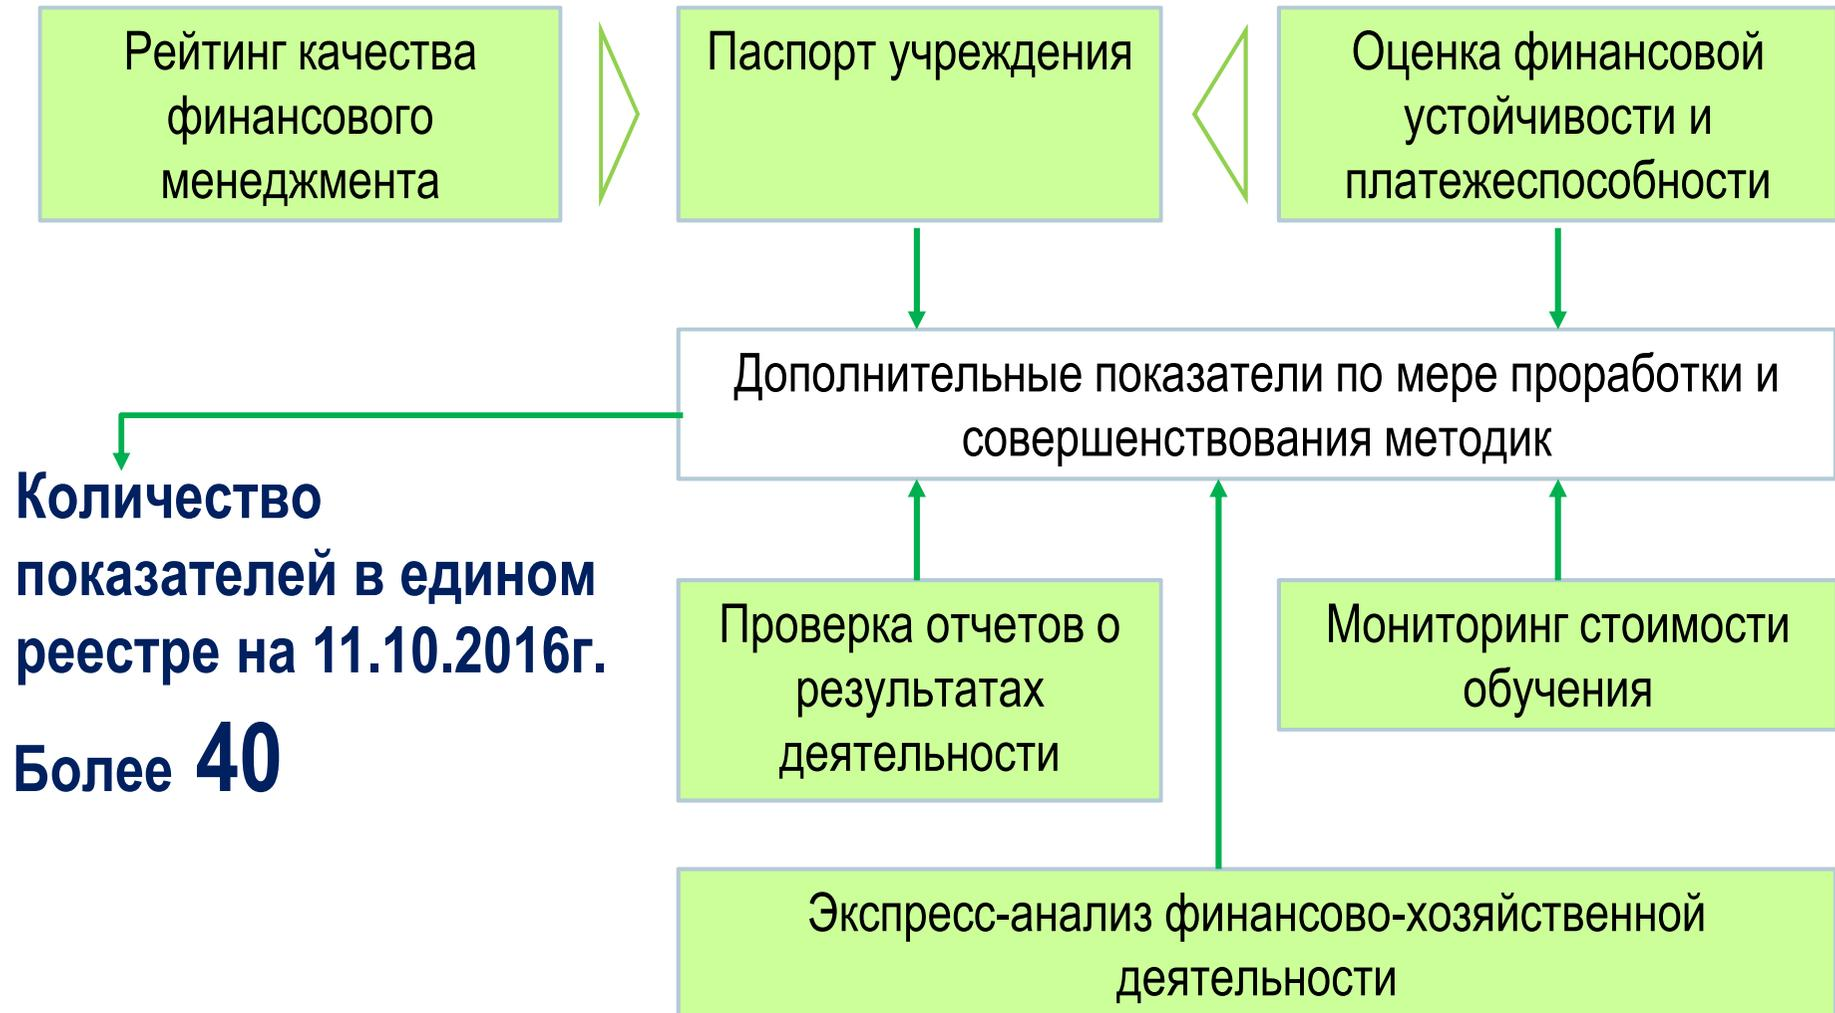 Рейтинг качества
финансового
менеджмента
Паспорт учреждения
Оценка финансовой
устойчивости и
платежеспособности
Дополнительные показатели по мере проработки и
совершенствования методик
Количество
показателей в едином
реестре на 11.10.2016г.
Более 40
Проверка отчетов о
результатах
деятельности
Мониторинг стоимости
обучения
Экспресс-анализ финансово-хозяйственной
деятельности